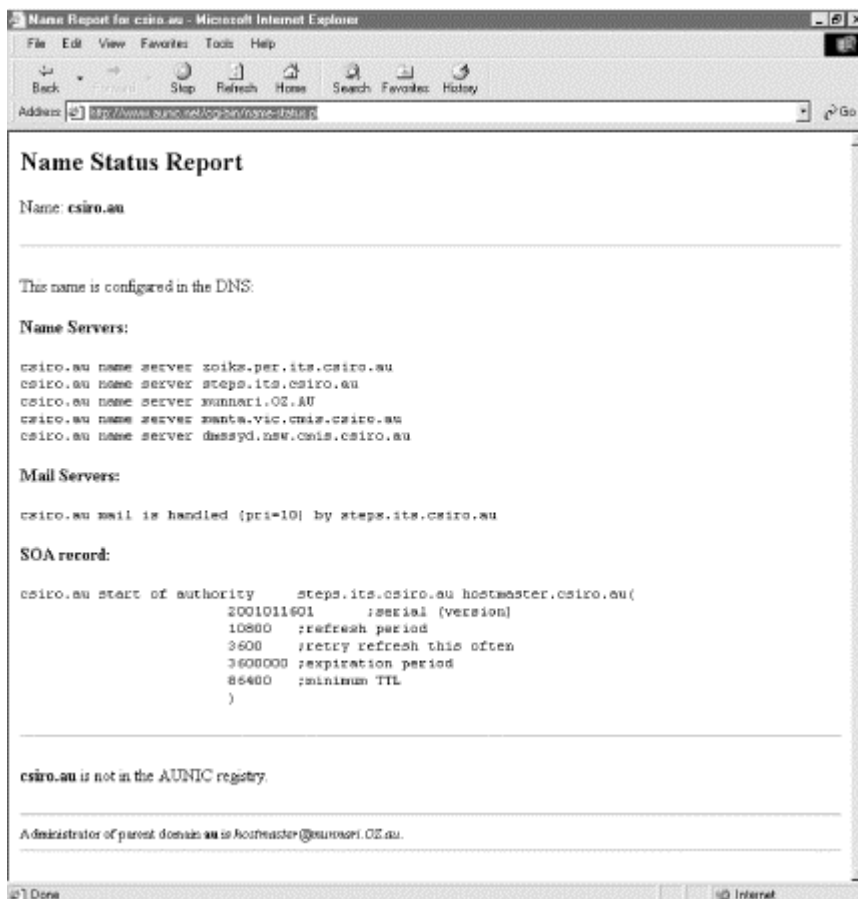 Name Report for csiro.au - Microsoft Internet Explorer
File Edit View Favorites Tools Help
Back Forward Stop Refresh Home Search Favorites History
Address http://www.aunic.net/cgi-bin/name-status.p Go
Name Status Report
Name: csiro.au
This name is configured in the DNS:
Name Servers:
csiro.au name server zoiks.per.its.csiro.au
csiro.au name server steps.its.csiro.au
csiro.au name server munnari.OZ.AU
csiro.au name server manta.vic.cmis.csiro.au
csiro.au name server dmssyd.nsw.cmis.csiro.au
Mail Servers:
csiro.au mail is handled (pri=10) by steps.its.csiro.au
SOA record:
csiro.au start of authority steps.its.csiro.au hostmaster.csiro.au(
2001011601 ;serial (version)
10800 ;refresh period
3600 ;retry refresh this often
3600000 ;expiration period
86400 ;minimum TTL
)
csiro.au is not in the AUNIC registry.
Administrator of parent domain au is hostmaster@munnari.OZ.au.
Done Internet